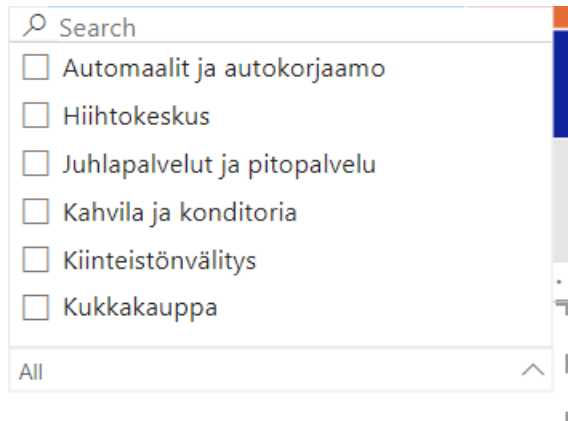 Search
Automaalit ja autokorjaamo
Hiihtokeskus
Juhlapalvelut ja pitopalvelu
Kahvila ja konditoria
Kiinteistönvälitys
Kukkakauppa
All